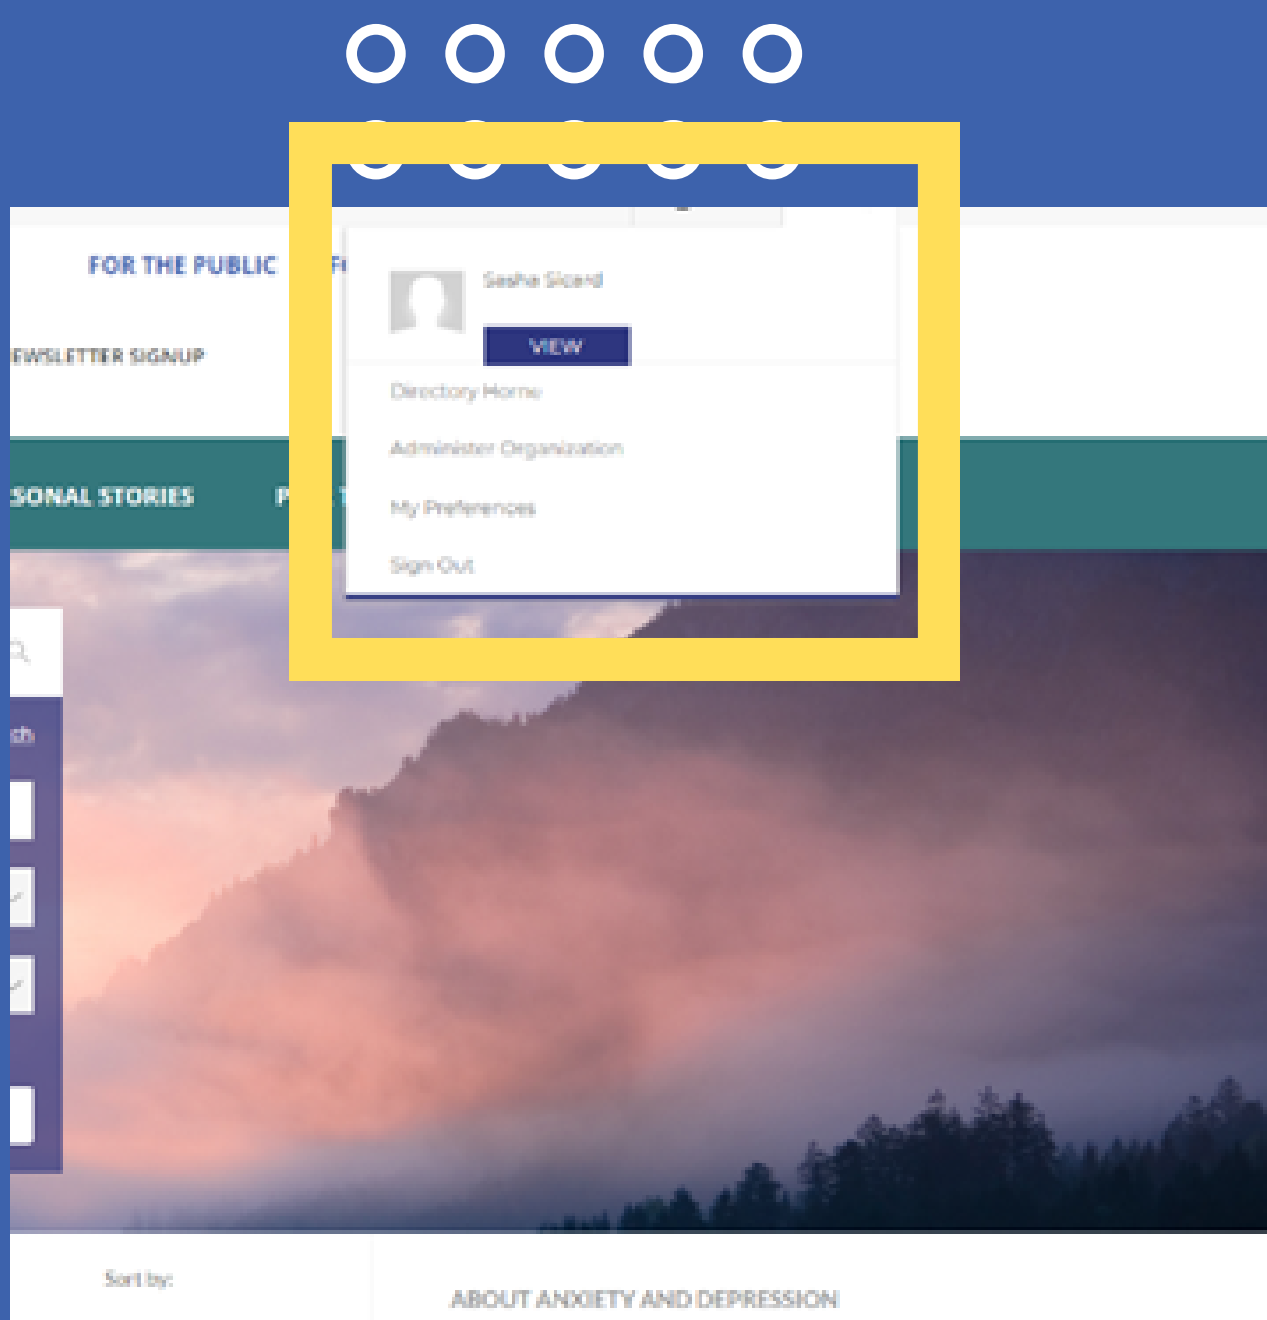 FOR THE PUBLIC
Sasha Sicard
VIEW
EWSLETTER SIGNUP
Directory Home
Administer Organization
SONAL STORIES
My Preferences
Sign Out
ch
Sort by:
ABOUT ANXIETY AND DEPRESSION